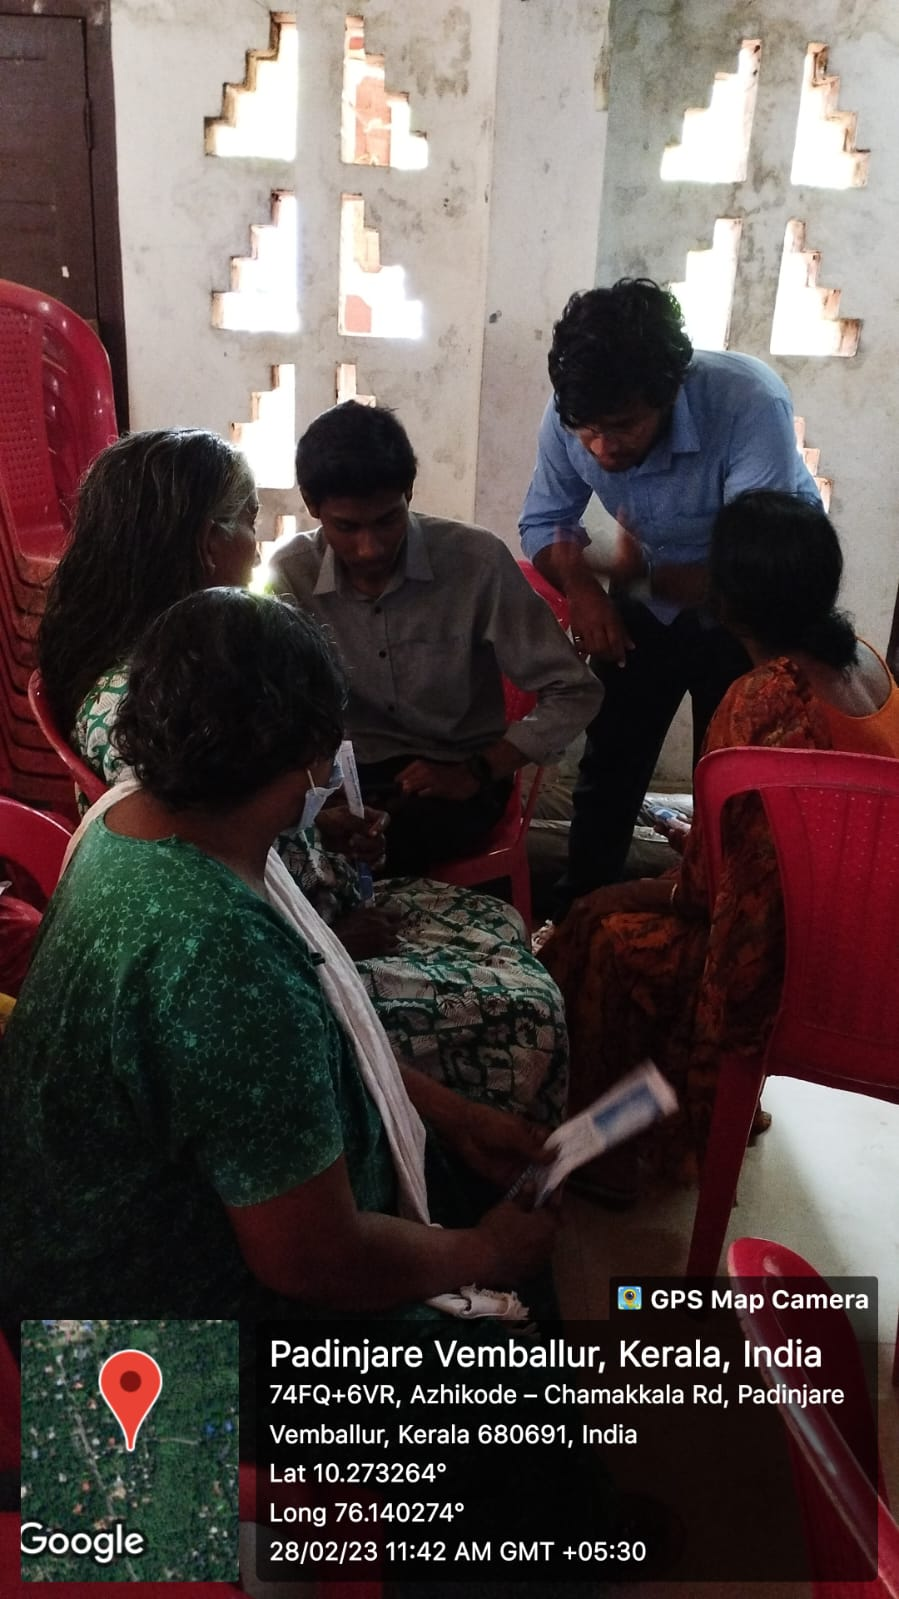 GPS Map Camera
Padinjare Vemballur, Kerala, India
74FQ+6VR, Azhikode – Chamakkala Rd, Padinjare
Vemballur, Kerala 680691, India
Lat 10.273264°
Long 76.140274°
28/02/23 11:42 AM GMT +05:30
Google